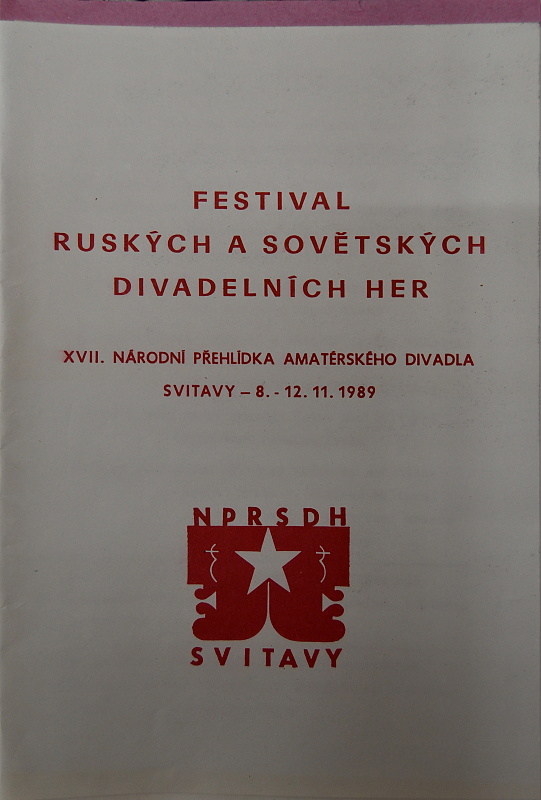 FESTIVAL
RUSKÝCH A SOVĚTSKÝCH
DIVADELNÍCH HER
XVII. NÁRODNÍ PŘEHLÍDKA AMATÉRSKÉHO DIVADLA
SVITAVY – 8. - 12. 11. 1989
NPRSDH
SVITAVY